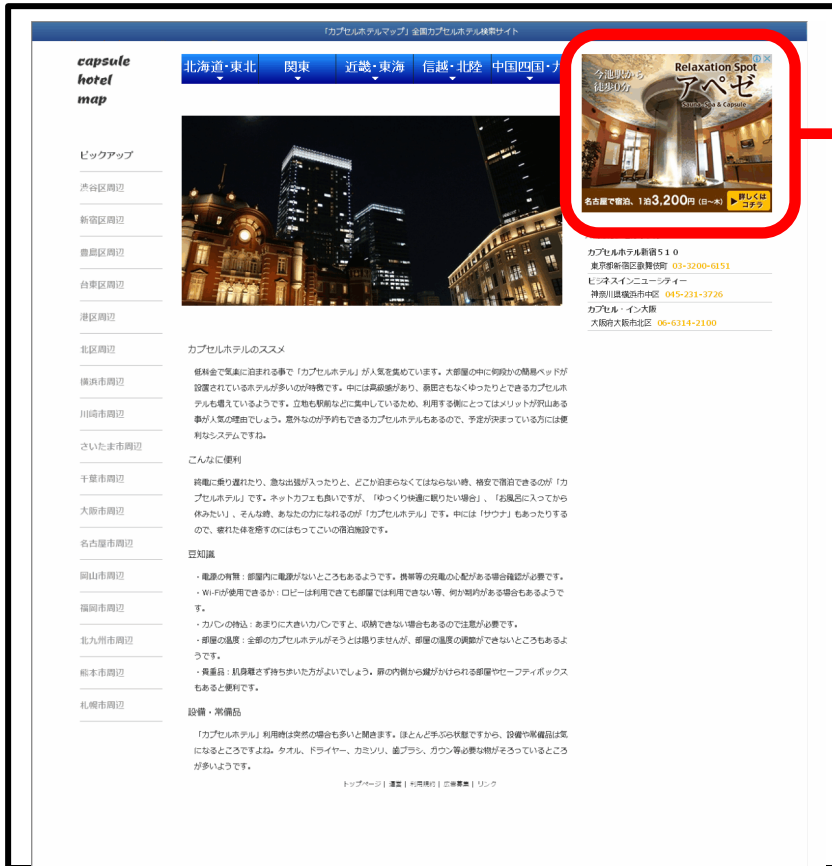 「カプセルホテルマップ」全国カプセルホテル検索サイト
capsule
hotel
map
北海道・東北
関東
近畿・東海
信越・北陸
中国四国・九
Relaxation Spot
アペゼ
Sauna・Spa & Capsule
今池駅から
徒歩0分
名古屋で宿泊、1泊3,200円(日~木)
詳しくは
コチラ
ピックアップ
渋谷区周辺
新宿区周辺
豊島区周辺
台東区周辺
港区周辺
北区周辺
横浜市周辺
川崎市周辺
さいたま市周辺
千葉市周辺
大阪市周辺
名古屋市周辺
岡山市周辺
福岡市周辺
北九州市周辺
熊本市周辺
札幌市周辺
カプセルホテル新宿510
東京都新宿区歌舞伎町 03-3200-6151
ビジネスインニューシティー
神奈川県横浜市中区 045-231-3726
カプセル・イン大阪
大阪府大阪市北区 06-6314-2100
カプセルホテルのススメ
低料金で気楽に泊まれる事で「カプセルホテル」が人気を集めています。大部屋の中に何段かの簡易ベッドが
設置されているホテルが多いのが特徴です。中には高級感があり、窮屈さもなくゆったりとできるカプセルホ
テルも増えているようです。立地も駅前などに集中しているため、利用する側にとってはメリットが沢山ある
事が人気の理由でしょう。意外なのが予約もできるカプセルホテルもあるので、予定が決まっている方には便
利なシステムですね。
こんなに便利
終電に乗り遅れたり、急な出張が入ったりと、どこか泊まらなくてはならない時、格安で宿泊できるのが「カ
プセルホテル」です。ネットカフェも良いですが、「ゆっくり快適に眠りたい場合」、「お風呂に入ってから
休みたい」、そんな時、あなたの力になれるのが「カプセルホテル」です。中には「サウナ」もあったりする
ので、疲れた体を癒すのにはもってこいの宿泊施設です。
豆知識
・電源の有無：部屋内に電源がないところもあるようです。携帯等の充電の心配がある場合確認が必要です。
・Wi-Fiが使用できるか：ロビーは利用できても部屋では利用できない等、何か制約がある場合もあるようで
す。
・カバンの持込：あまりに大きいカバンですと、収納できない場合もあるので注意が必要です。
・部屋の温度：全部のカプセルホテルがそうとは限りませんが、部屋の温度の調節ができないところもあるよ
うです。
・貴重品：肌身離さず持ち歩いた方がよいでしょう。扉の内側から鍵がかけられる部屋やセーフティボックス
もあると便利です。
設備・常備品
「カプセルホテル」利用時は突然の場合も多いと聞きます。ほとんど手ぶら状態ですから、設備や常備品は気
になるところですよね。タオル、ドライヤー、カミソリ、歯ブラシ、ガウン等必要な物がそろっているところ
が多いようです。
トップページ | 運営 | 利用規約 | 広告募集 | リンク